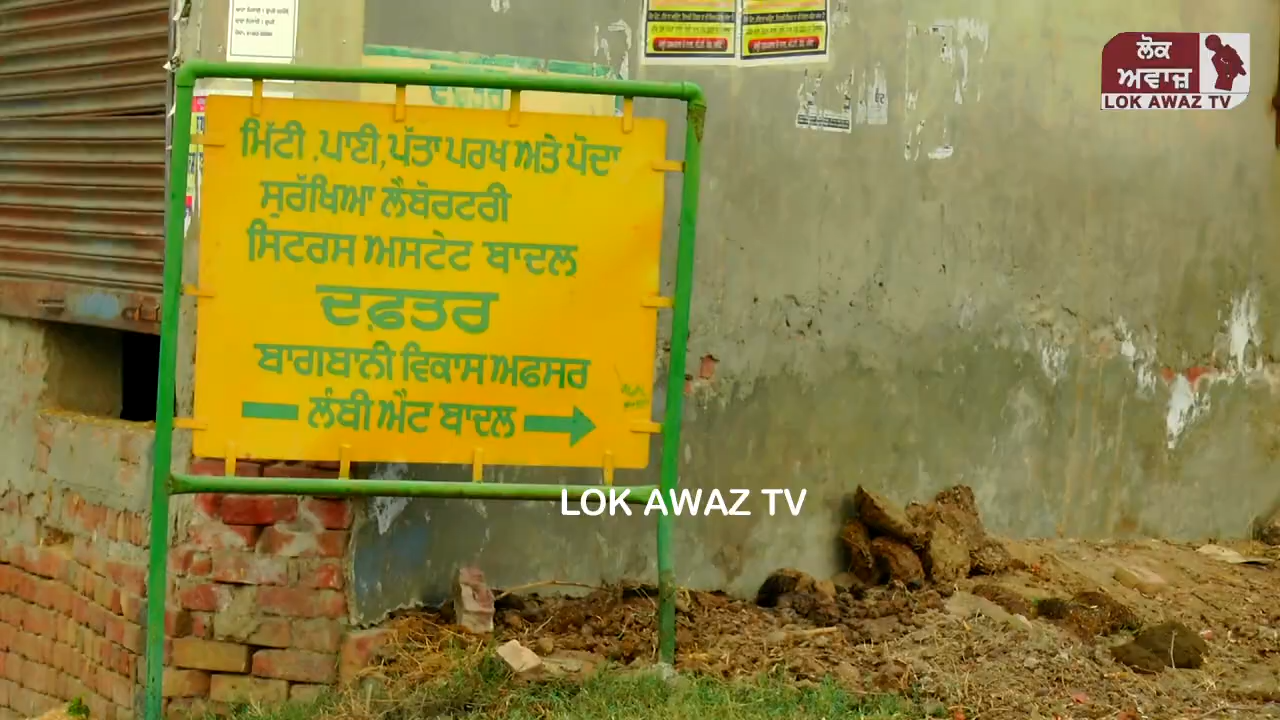 ਲੋਕ
ਅਵਾਜ਼
LOK AWAZ TV
ਦਫਤਰ
ਮਿੱਟੀ ,ਪਾਣੀ,ਪੱਤਾ ਪਰਖ ਅਤੇ ਪੋਦਾ
ਸੁਰੱਖਿਆ ਲੈਬੋਰਟਰੀ
ਸਿਟਰਸ ਅਸਟੇਟ ਬਾਦਲ
ਦਫ਼ਤਰ
ਬਾਗਬਾਨੀ ਵਿਕਾਸ ਅਫਸਰ
ਲੰਬੀ ਐਟ ਬਾਦਲ
LOK AWAZ TV